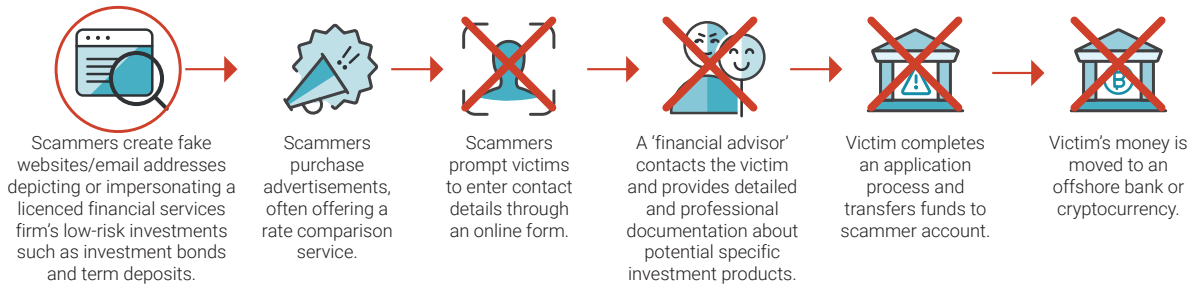 Scammers create fake
websites/email addresses
depicting or impersonating a
licenced financial services
firm's low-risk investments
such as investment bonds
and term deposits.
Scammers
purchase
advertisements,
often offering a
rate comparison
service.
Scammers
prompt victims
to enter contact
details through
an online form.
A ‘financial advisor’
contacts the victim
and provides detailed
and professional
documentation about
potential specific
investment products.
Victim completes
an application
process and
transfers funds to
scammer account.
Victim’s money is
moved to an
offshore bank or
cryptocurrency.